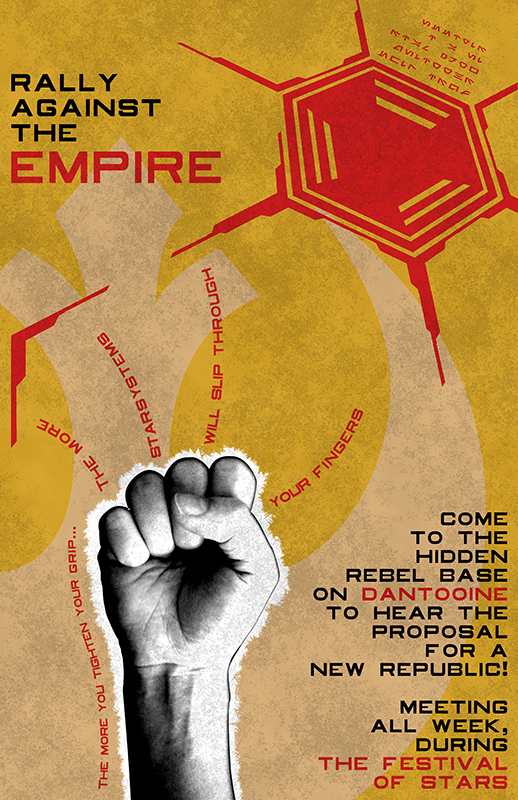 RALLY
AGAINST
THE
EMPIRE
THE MORE YOU TIGHTEN YOUR GRIP...
THE MORE
STARSYSTEMS
WILL SLIP THROUGH
YOUR FINGERS
COME
TO THE
HIDDEN
REBEL BASE
ON DANTOOINE
TO HEAR THE
PROPOSAL
FOR A
NEW REPUBLIC!
MEETING
ALL WEEK,
DURING
THE FESTIVAL
OF STARS